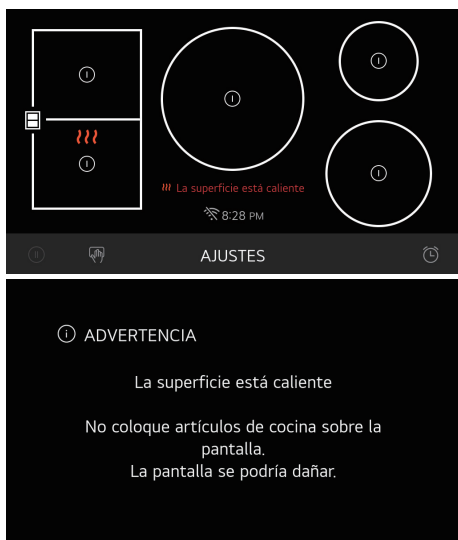 La superficie está caliente
8:28 PM
AJUSTES
ADVERTENCIA
La superficie está caliente
No coloque artículos de cocina sobre la
pantalla.
La pantalla se podría dañar.